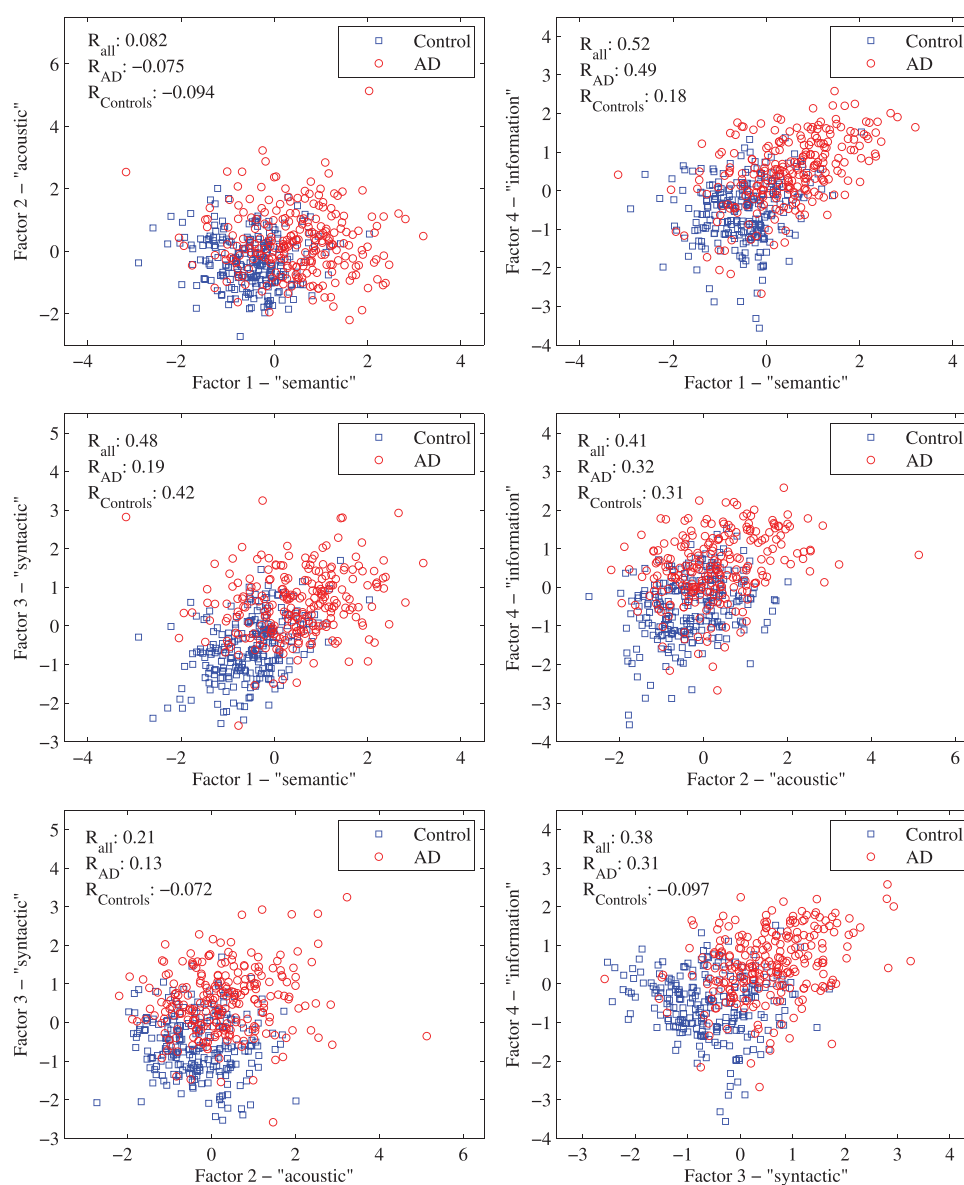 R_all: 0.082
R_AD: −0.075
R_Controls: −0.094
Control
AD
6
4
2
0
−2
−4 −2 0 2 4
Factor 2 − "acoustic"
Factor 1 − "semantic"
R_all: 0.52
R_AD: 0.49
R_Controls: 0.18
Control
AD
4
3
2
1
0
−1
−2
−3
−4
−4 −2 0 2 4
Factor 4 − "information"
Factor 1 − "semantic"
R_all: 0.48
R_AD: 0.19
R_Controls: 0.42
Control
AD
5
4
3
2
1
0
−1
−2
−3
−4 −2 0 2 4
Factor 3 − "syntactic"
Factor 1 − "semantic"
R_all: 0.41
R_AD: 0.32
R_Controls: 0.31
Control
AD
4
3
2
1
0
−1
−2
−3
−4
−2 0 2 4 6
Factor 4 − "information"
Factor 2 − "acoustic"
R_all: 0.21
R_AD: 0.13
R_Controls: −0.072
Control
AD
5
4
3
2
1
0
−1
−2
−3
−2 0 2 4 6
Factor 3 − "syntactic"
Factor 2 − "acoustic"
R_all: 0.38
R_AD: 0.31
R_Controls: −0.097
Control
AD
4
3
2
1
0
−1
−2
−3
−4
−3 −2 −1 0 1 2 3 4
Factor 4 − "information"
Factor 3 − "syntactic"